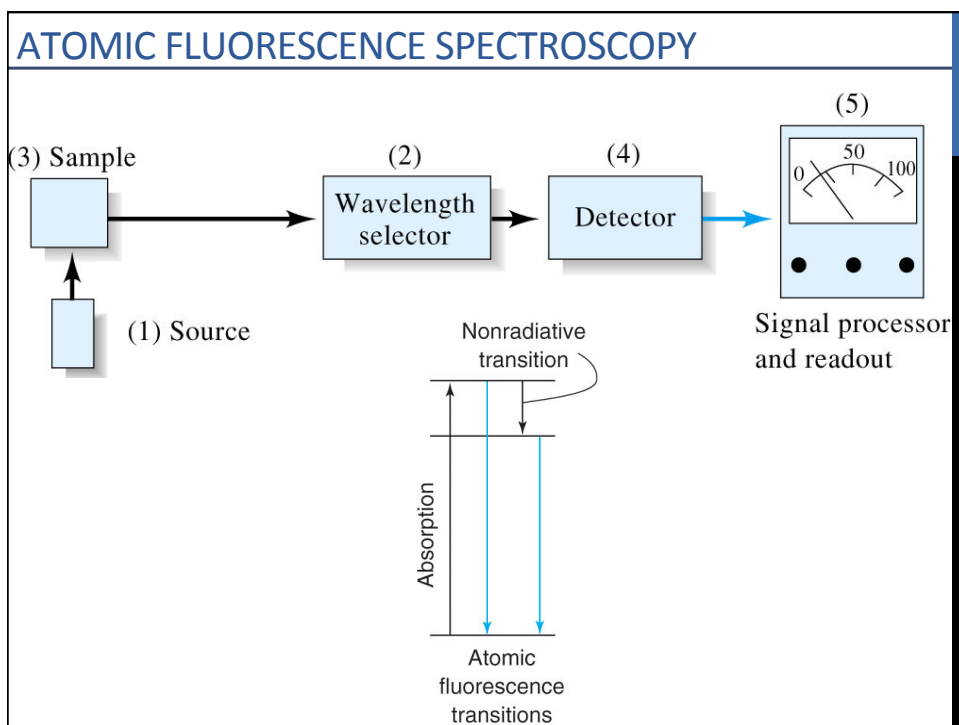 ATOMIC FLUORESCENCE SPECTROSCOPY
(5)
(3) Sample
(2)
(4)
0
50
100
Wavelength
selector
Detector
(1) Source
Signal processor
and readout
Nonradiative
transition
Absorption
Atomic
fluorescence
transitions